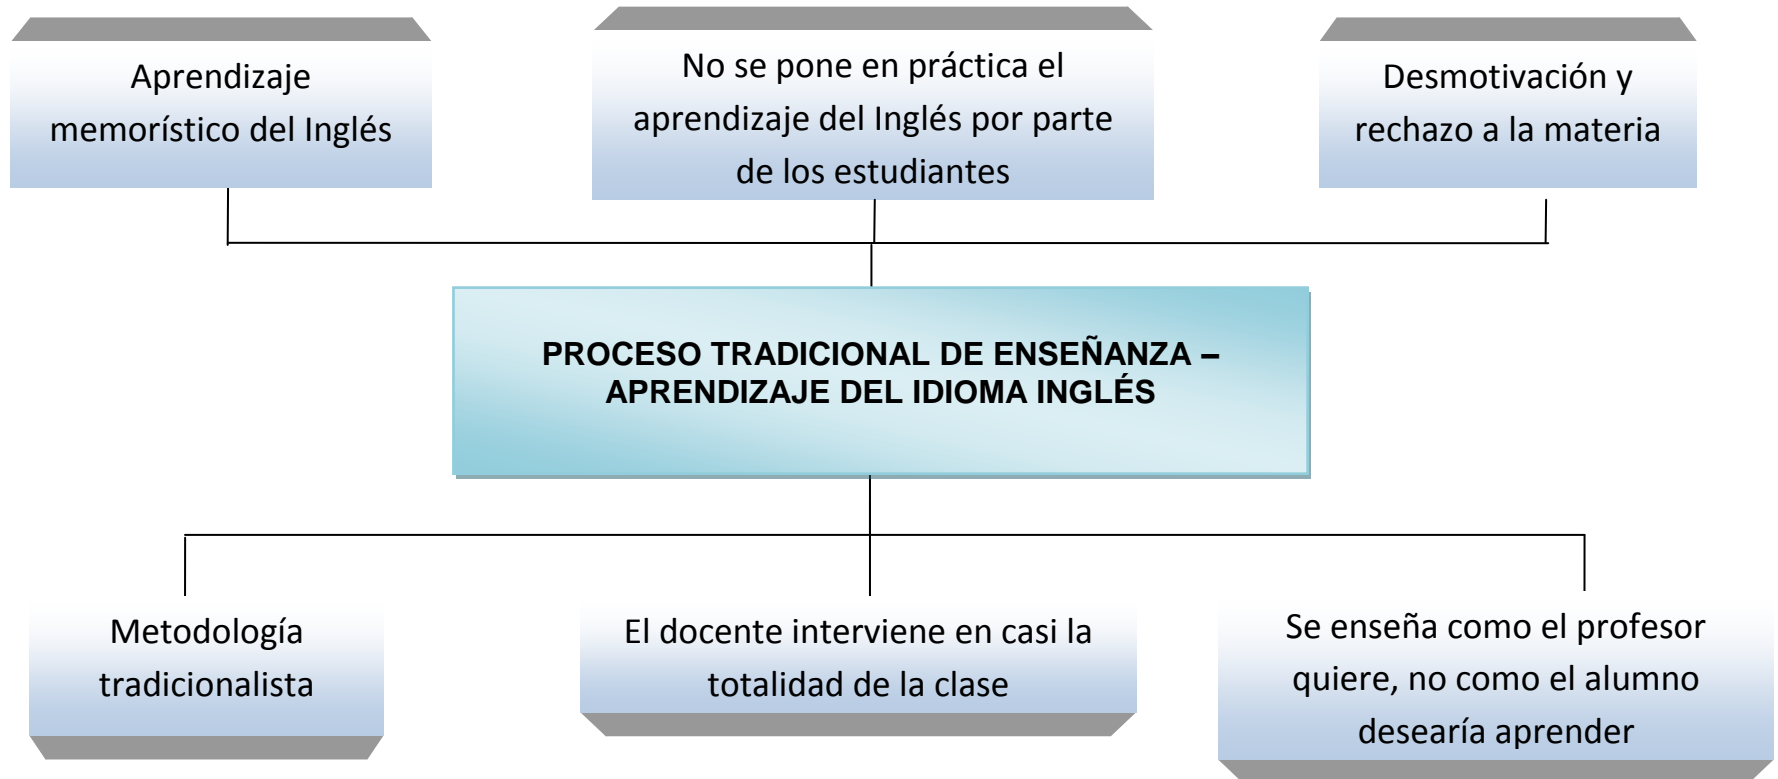 Aprendizaje
memorístico del Inglés
No se pone en práctica el
aprendizaje del Inglés por parte
de los estudiantes
Desmotivación y
rechazo a la materia
PROCESO TRADICIONAL DE ENSEÑANZA –
APRENDIZAJE DEL IDIOMA INGLÉS
Metodología
tradicionalista
El docente interviene en casi la
totalidad de la clase
Se enseña como el profesor
quiere, no como el alumno
desearía aprender